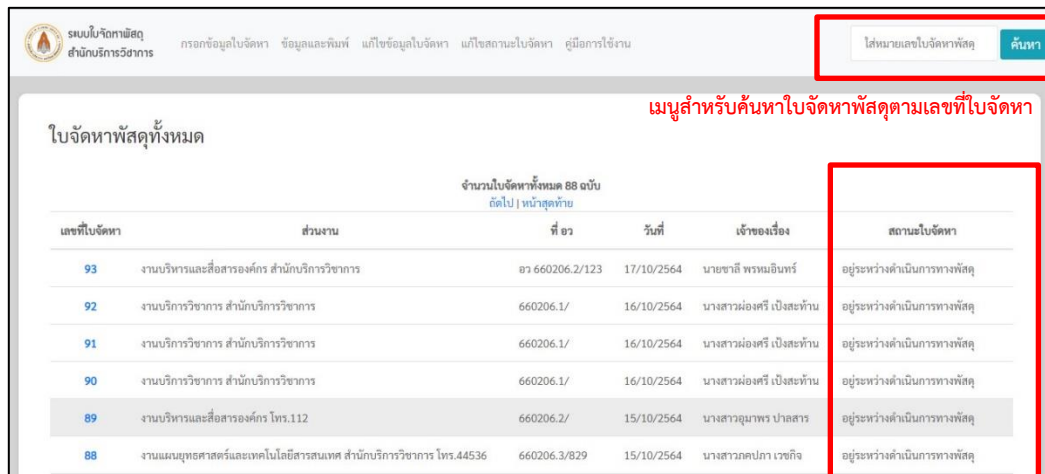 ระบบใบจัดหาพัสดุ
สำนักบริการวิชาการ
กรอกข้อมูลใบจัดหา ข้อมูลและพิมพ์ แก้ไขข้อมูลใบจัดหา แก้ไขสถานะใบจัดหา คู่มือการใช้งาน
ใส่หมายเลขใบจัดหาพัสดุ ค้นหา
เมนูสำหรับค้นหาใบจัดหาพัสดุตามเลขที่ใบจัดหา
ใบจัดหาพัสดุทั้งหมด
จำนวนใบจัดหาทั้งหมด 88 ฉบับ
ถัดไป | หน้าสุดท้าย
เลขที่ใบจัดหา ส่วนงาน ที่ อว วันที่ เจ้าของเรื่อง สถานะใบจัดหา
93 งานบริหารและสื่อสารองค์กร สำนักบริการวิชาการ อว 660206.2/123 17/10/2564 นายชาลี พรหมอินทร์ อยู่ระหว่างดำเนินการทางพัสดุ
92 งานบริการวิชาการ สำนักบริการวิชาการ 660206.1/ 16/10/2564 นางสาวผ่องศรี เป้งสะท้าน อยู่ระหว่างดำเนินการทางพัสดุ
91 งานบริการวิชาการ สำนักบริการวิชาการ 660206.1/ 16/10/2564 นางสาวผ่องศรี เป้งสะท้าน อยู่ระหว่างดำเนินการทางพัสดุ
90 งานบริการวิชาการ สำนักบริการวิชาการ 660206.1/ 16/10/2564 นางสาวผ่องศรี เป้งสะท้าน อยู่ระหว่างดำเนินการทางพัสดุ
89 งานบริหารและสื่อสารองค์กร โทร.112 660206.2/ 15/10/2564 นางสาวอุมาพร ปาลสาร อยู่ระหว่างดำเนินการทางพัสดุ
88 งานแผนยุทธศาสตร์และเทคโนโลยีสารสนเทศ สำนักบริการวิชาการ โทร.44536 660206.3/829 15/10/2564 นางสาวภคปภา เวชกิจ อยู่ระหว่างดำเนินการทางพัสดุ